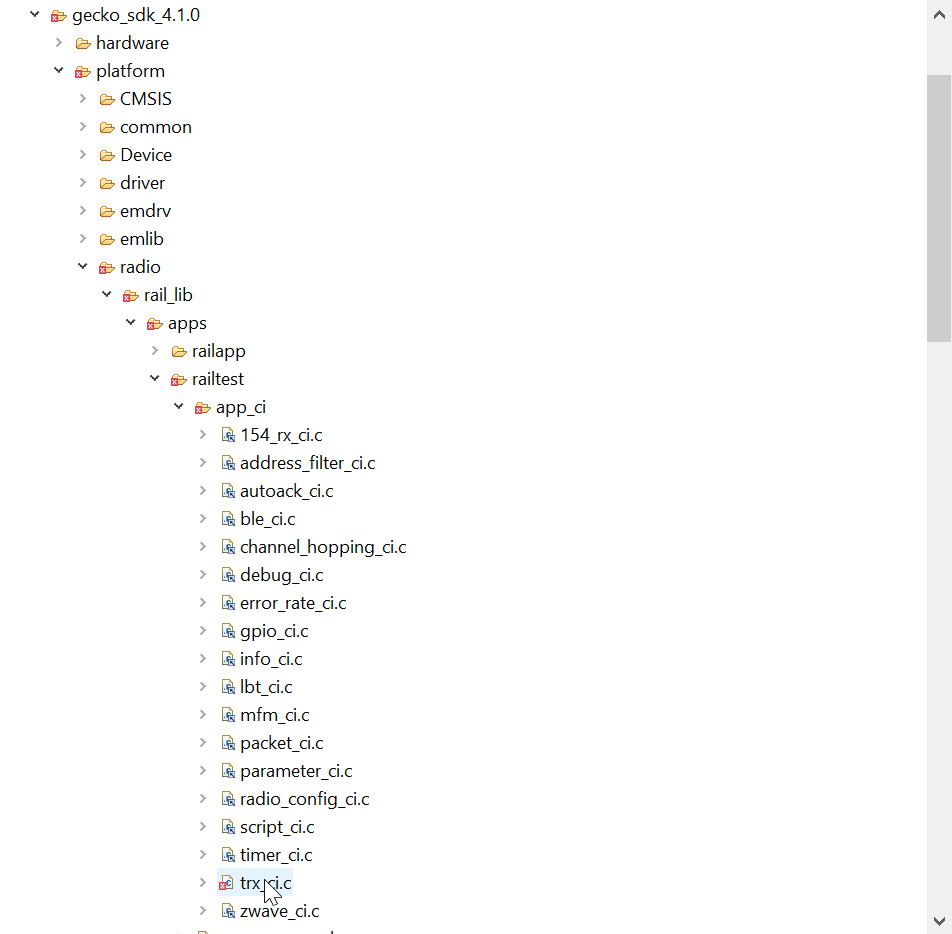 gecko_sdk_4.1.0
hardware
platform
CMSIS
common
Device
driver
emdrv
emlib
radio
rail_lib
apps
railapp
railtest
app_ci
154_rx_ci.c
address_filter_ci.c
autoack_ci.c
ble_ci.c
channel_hopping_ci.c
debug_ci.c
error_rate_ci.c
gpio_ci.c
info_ci.c
lbt_ci.c
mfm_ci.c
packet_ci.c
parameter_ci.c
radio_config_ci.c
script_ci.c
timer_ci.c
trx_ci.c
zwave_ci.c